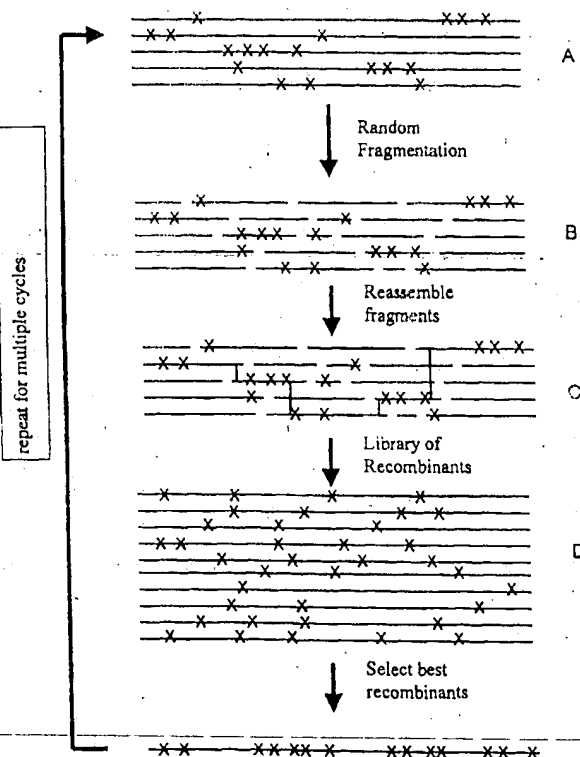 A
Random
Fragmentation
B
Reassemble
fragments
C
Library of
Recombinants
D
Select best
recombinants
repeat for multiple cycles